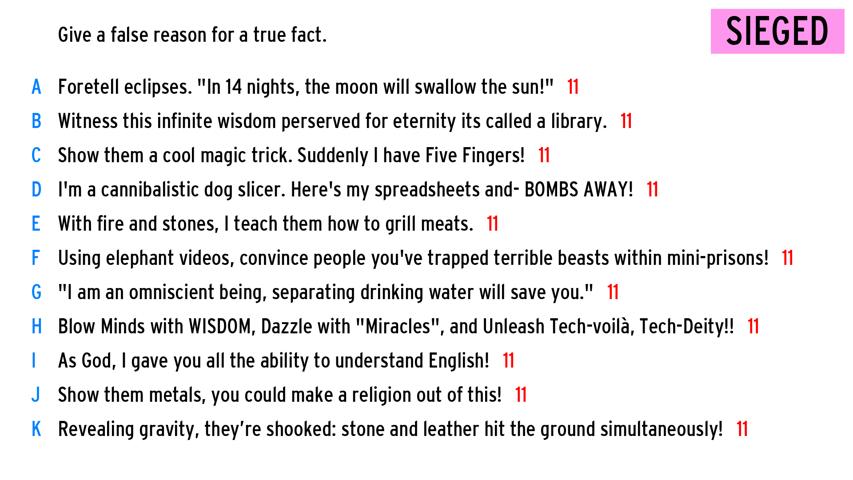 Give a false reason for a true fact.
SIEGED
A Foretell eclipses. "In 14 nights, the moon will swallow the sun!" 11
B Witness this infinite wisdom perserved for eternity its called a library. 11
C Show them a cool magic trick. Suddenly I have Five Fingers! 11
D I'm a cannibalistic dog slicer. Here's my spreadsheets and- BOMBS AWAY! 11
E With fire and stones, I teach them how to grill meats. 11
F Using elephant videos, convince people you've trapped terrible beasts within mini-prisons! 11
G "I am an omniscient being, separating drinking water will save you." 11
H Blow Minds with WISDOM, Dazzle with "Miracles", and Unleash Tech-voilà, Tech-Deity!! 11
I As God, I gave you all the ability to understand English! 11
J Show them metals, you could make a religion out of this! 11
K Revealing gravity, they’re shooked: stone and leather hit the ground simultaneously! 11